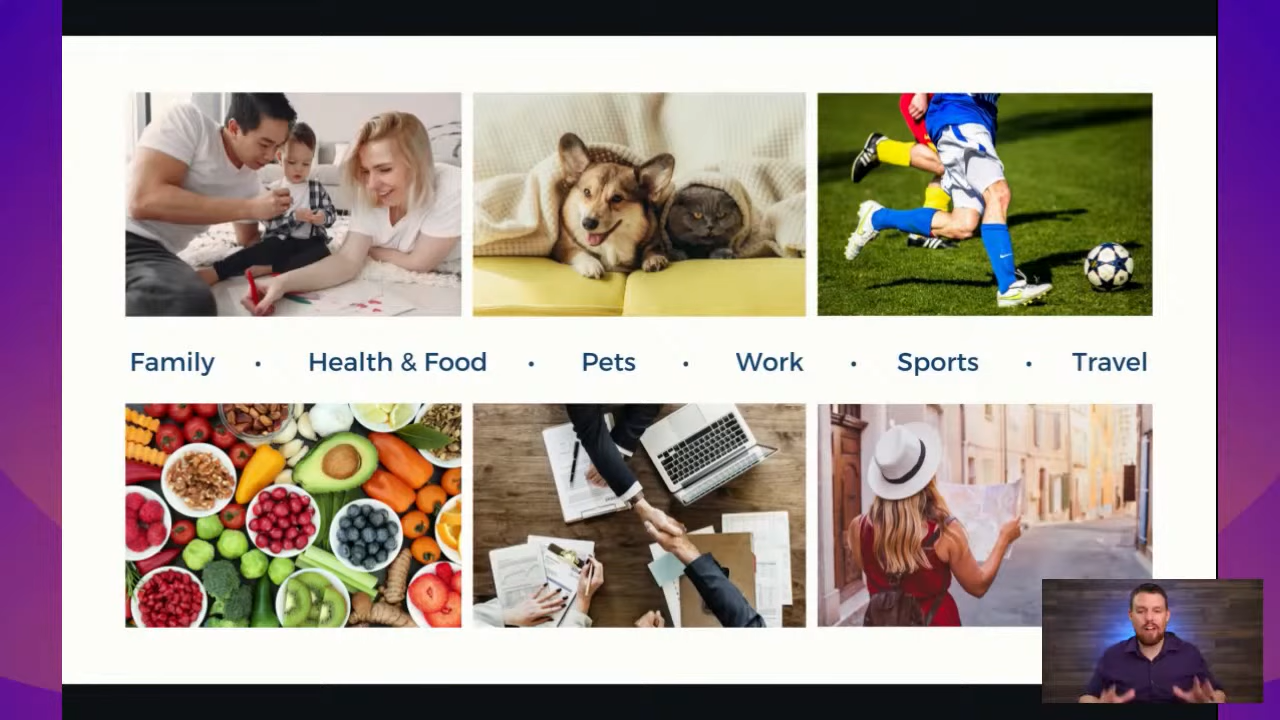 Family • Health & Food • Pets • Work • Sports • Travel